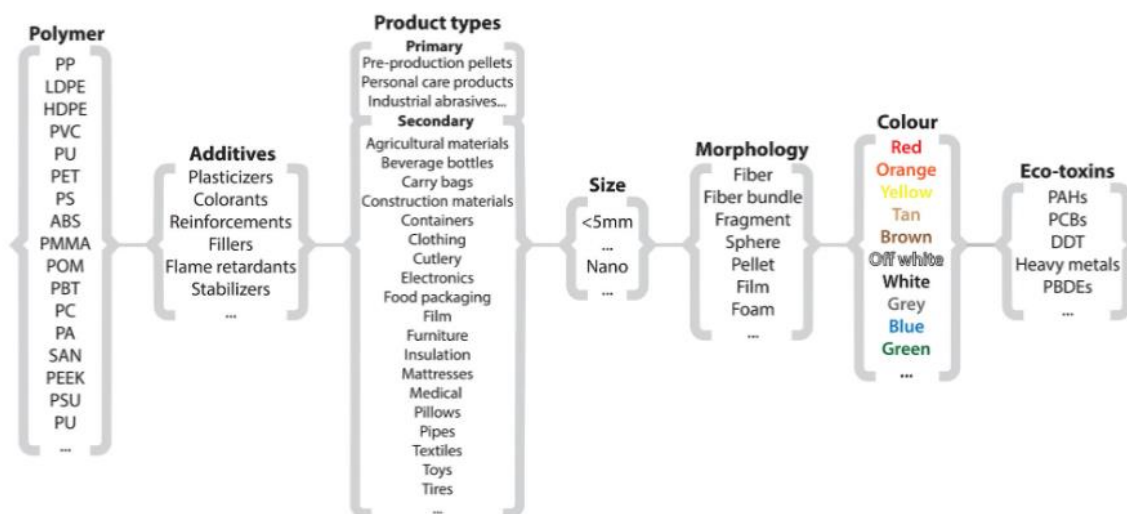 Polymer
PP
LDPE
HDPE
PVC
PU
PET
PS
ABS
PMMA
POM
PBT
PC
PA
SAN
PEEK
PSU
PU
...
Additives
Plasticizers
Colorants
Reinforcements
Fillers
Flame retardants
Stabilizers
...
Product types
Primary
Pre-production pellets
Personal care products
Industrial abrasives...
Secondary
Agricultural materials
Beverage bottles
Carry bags
Construction materials
Containers
Clothing
Cutlery
Electronics
Food packaging
Film
Furniture
Insulation
Mattresses
Medical
Pillows
Pipes
Textiles
Toys
Tires
...
Size
<5mm
...
Nano
...
Morphology
Fiber
Fiber bundle
Fragment
Sphere
Pellet
Film
Foam
...
Colour
Red
Orange
Yellow
Tan
Brown
Off white
White
Grey
Blue
Green
...
Eco-toxins
PAHs
PCBs
DDT
Heavy metals
PBDEs
...